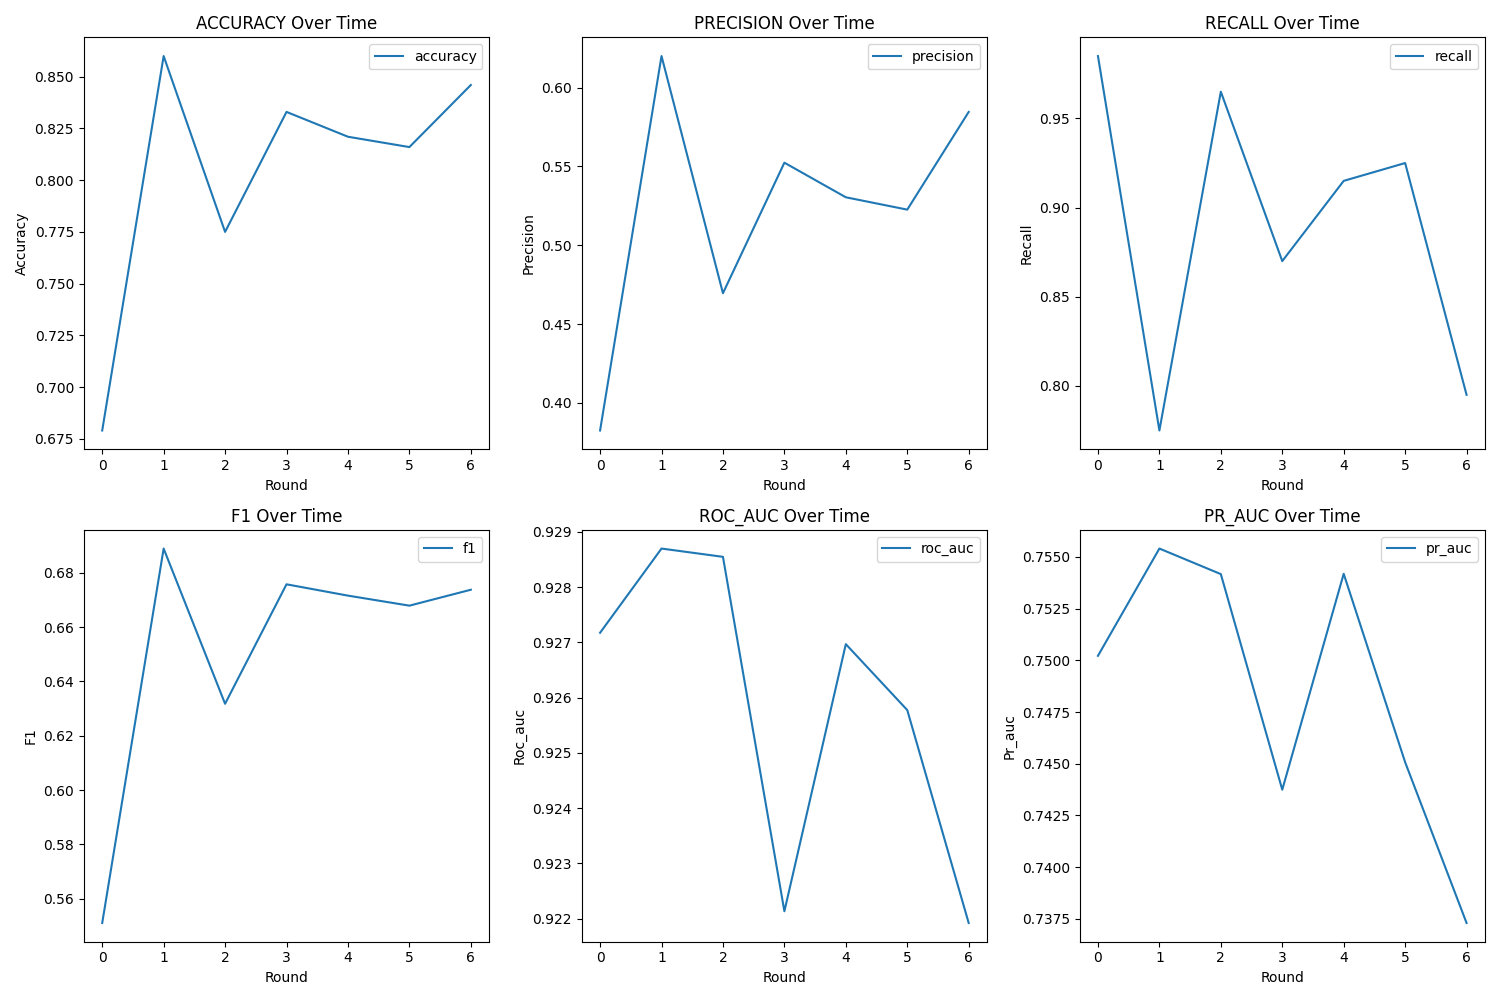 ACCURACY Over Time
accuracy
0.850
0.825
0.800
0.775
0.750
0.725
0.700
0.675
Accuracy
0 1 2 3 4 5 6
Round
PRECISION Over Time
precision
0.60
0.55
0.50
0.45
0.40
Precision
0 1 2 3 4 5 6
Round
RECALL Over Time
recall
0.95
0.90
0.85
0.80
Recall
0 1 2 3 4 5 6
Round
F1 Over Time
f1
0.68
0.66
0.64
0.62
0.60
0.58
0.56
F1
0 1 2 3 4 5 6
Round
ROC_AUC Over Time
roc_auc
0.929
0.928
0.927
0.926
0.925
0.924
0.923
0.922
Roc_auc
0 1 2 3 4 5 6
Round
PR_AUC Over Time
pr_auc
0.7550
0.7525
0.7500
0.7475
0.7450
0.7425
0.7400
0.7375
Pr_auc
0 1 2 3 4 5 6
Round